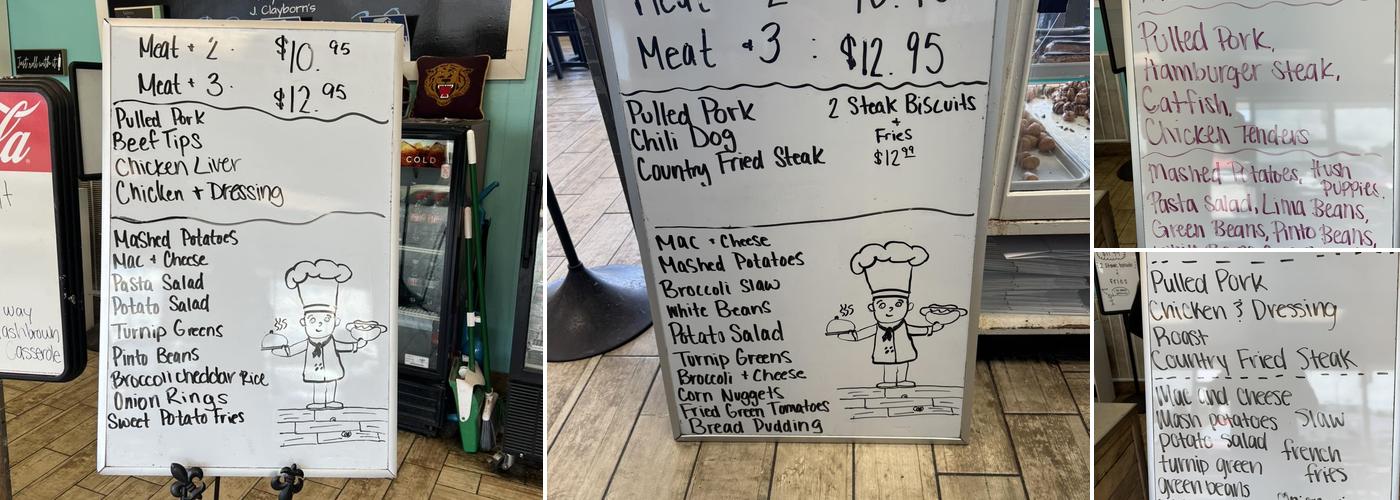 J. Clayborn's
Just roll with it!
COLD
way
Hashbrown
Casserole
Meat + 2. $10.95
Meat + 3. $12.95
Pulled Pork
Beef Tips
Chicken Liver
Chicken + Dressing
Mashed Potatoes
Mac + Cheese
Pasta Salad
Potato Salad
Turnip Greens
Pinto Beans
Broccoli cheddar Rice
Onion Rings
Sweet Potato Fries
Meat + 3 : $12.95
Pulled Pork
Chili Dog
Country Fried Steak
2 Steak Biscuits
+
Fries
$12.99
Mac + Cheese
Mashed Potatoes
Broccoli Slaw
White Beans
Potato Salad
Turnip Greens
Broccoli + Cheese
Corn Nuggets
Fried Green Tomatoes
Bread Pudding
Pulled Pork,
Hamburger Steak,
Catfish,
Chicken Tenders
Mashed Potatoes, Hush
Puppies,
Pasta Salad, Lima Beans,
Green Beans, Pinto Beans,
Pulled Pork
Chicken & Dressing
Roast
Country Fried Steak
Mac and cheese
Mash potatoes slaw
potato salad french
fries
turnip green
green beans